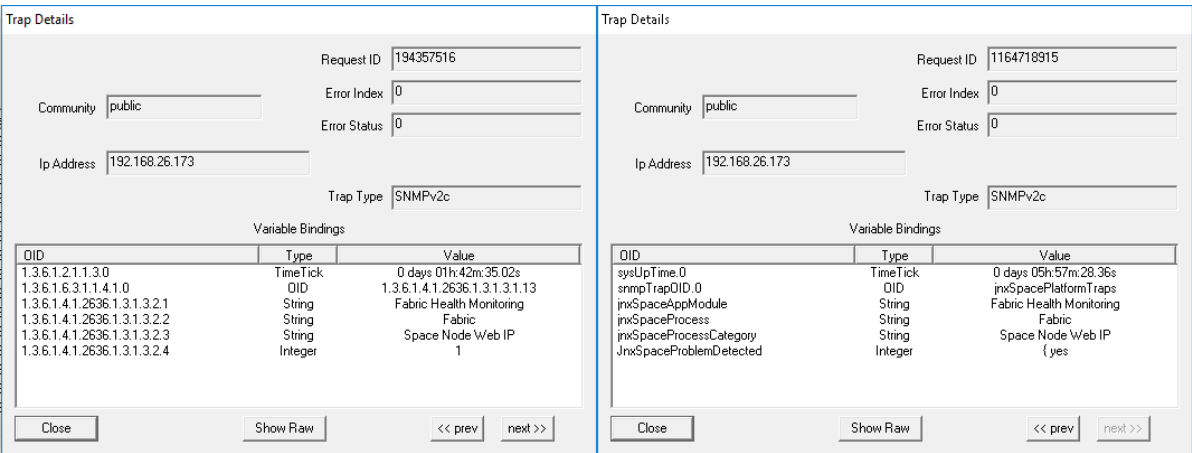 Trap Details
Request ID 194357516
Error Index 0
Community public
Error Status 0
Ip Address 192.168.26.173
Trap Type SNMPv2c
Variable Bindings
OID Type Value
1.3.6.1.2.1.1.3.0 TimeTick 0 days 01h:42m:35.02s
1.3.6.1.6.3.1.1.4.1.0 OID 1.3.6.1.4.1.2636.1.3.1.3.1.13
1.3.6.1.4.1.2636.1.3.1.3.2.1 String Fabric Health Monitoring
1.3.6.1.4.1.2636.1.3.1.3.2.2 String Fabric
1.3.6.1.4.1.2636.1.3.1.3.2.3 String Space Node Web IP
1.3.6.1.4.1.2636.1.3.1.3.2.4 Integer 1
Close Show Raw << prev next >>
Trap Details
Request ID 1164718915
Error Index 0
Community public
Error Status 0
Ip Address 192.168.26.173
Trap Type SNMPv2c
Variable Bindings
OID Type Value
sysUpTime.0 TimeTick 0 days 05h:57m:28.36s
snmpTrapOID.0 OID jnxSpacePlatformTraps
jnxSpaceAppModule String Fabric Health Monitoring
jnxSpaceProcess String Fabric
jnxSpaceProcessCategory String Space Node Web IP
JnxSpaceProblemDetected Integer { yes
Close Show Raw << prev next >>